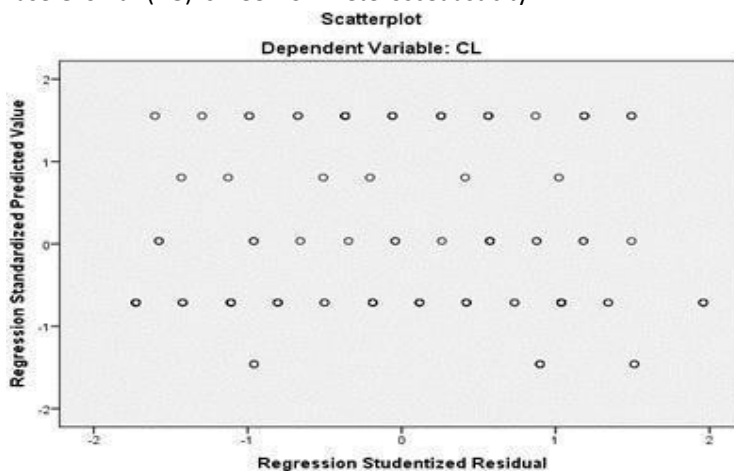 Scatterplot
Dependent Variable: CL
Regression Standardized Predicted Value
2
1
0
-1
-2
-2
-1
0
1
2
Regression Studentized Residual